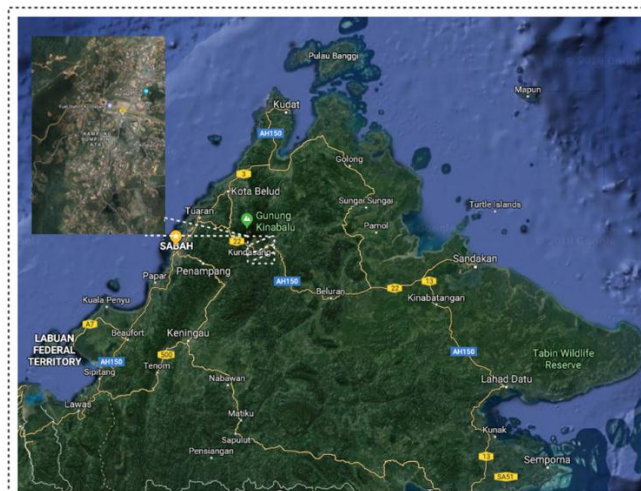 Pulau Banggi
Mapun
Kudat
AH150
Golong
3
Kota Belud
Sungai Sungai
Turtle Islands
Tuaran
Gunung
Kinabalu
Pamol
22
SABAH
Kundasang
Sandakan
Penampang
AH150
13
Papar
22
Beluran
Kinabatangan
Kuala Penyu
A7
Beaufort
Keningau
LABUAN
FEDERAL
TERRITORY
500
AH150
Tabin Wildlife
Reserve
AH150
Sipitang
Tenom
Nabawan
Lahad Datu
Lawas
Matiku
Kunak
Sapulut
Pensiangan
13
Semporna
SA51
KAMPUNG